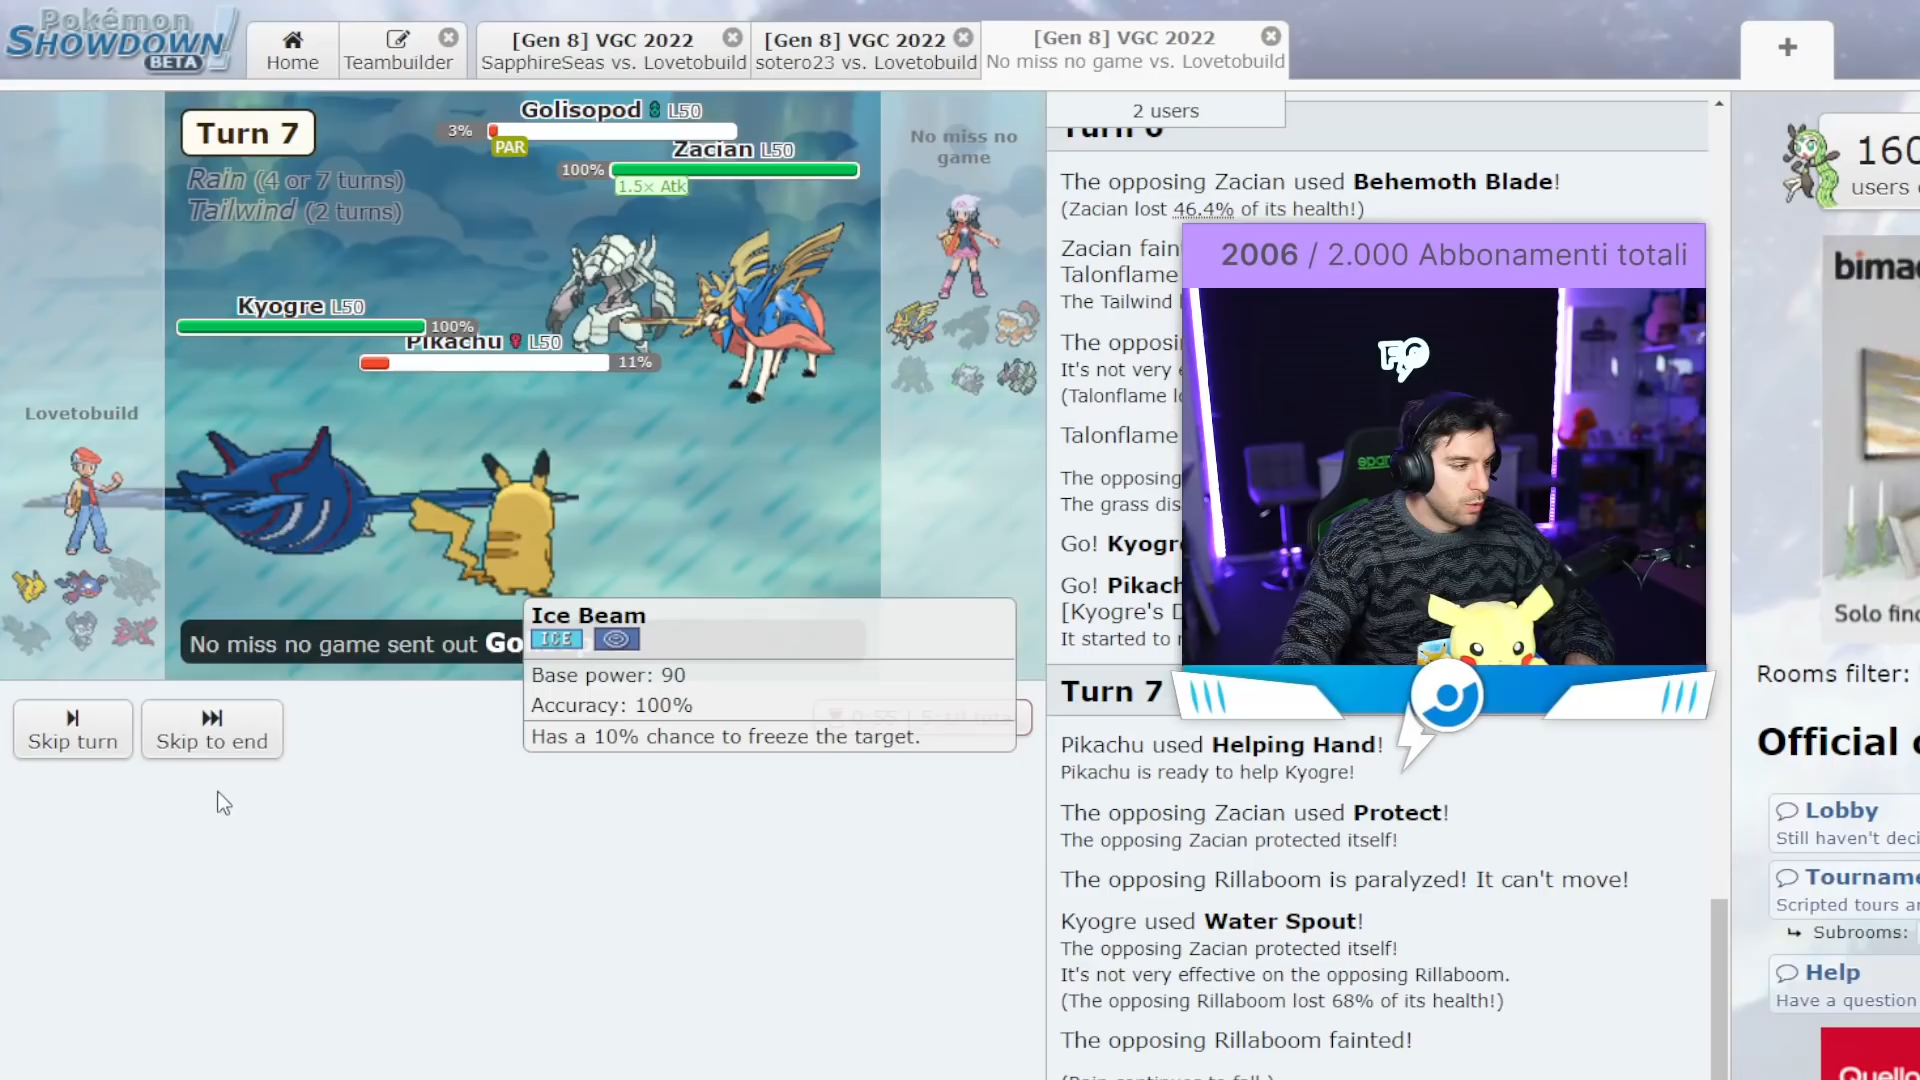 Pokémon
SHOWDOWN!
BETA
Home
Teambuilder
[Gen 8] VGC 2022
SapphireSeas vs. Lovetobuild
[Gen 8] VGC 2022
sotero23 vs. Lovetobuild
[Gen 8] VGC 2022
No miss no game vs. Lovetobuild
+
Turn 7
Rain (4 or 7 turns)
Tailwind (2 turns)
Golisopod L50
3%
PAR
Zacian L50
100%
1.5× Atk
Kyogre L50
100%
Pikachu L50
11%
No miss no
game
Lovetobuild
No miss no game sent out
Ice Beam
ICE
Base power: 90
Accuracy: 100%
Has a 10% chance to freeze the target.
Skip turn
Skip to end
2 users
Turn 6
The opposing Zacian used Behemoth Blade!
(Zacian lost 46.4% of its health!)
Zacian
Talonflame
The Tailwind
The
It's not very
(Talonflame
Talonflame
The opposing
The grass
Go! Kyogre
Go!
[Kyogre's
It started to
2006 / 2.000 Abbonamenti totali
Turn 7
Pikachu used Helping Hand!
Pikachu is ready to help Kyogre!
The opposing Zacian used Protect!
The opposing Zacian protected itself!
The opposing Rillaboom is paralyzed! It can't move!
Kyogre used Water Spout!
The opposing Zacian protected itself!
It's not very effective on the opposing Rillaboom.
(The opposing Rillaboom lost 68% of its health!)
The opposing Rillaboom fainted!
160
users
bima
Solo
Rooms filter:
Official
Lobby
Still haven't
Scripted tours
Subrooms:
Help
Have a question